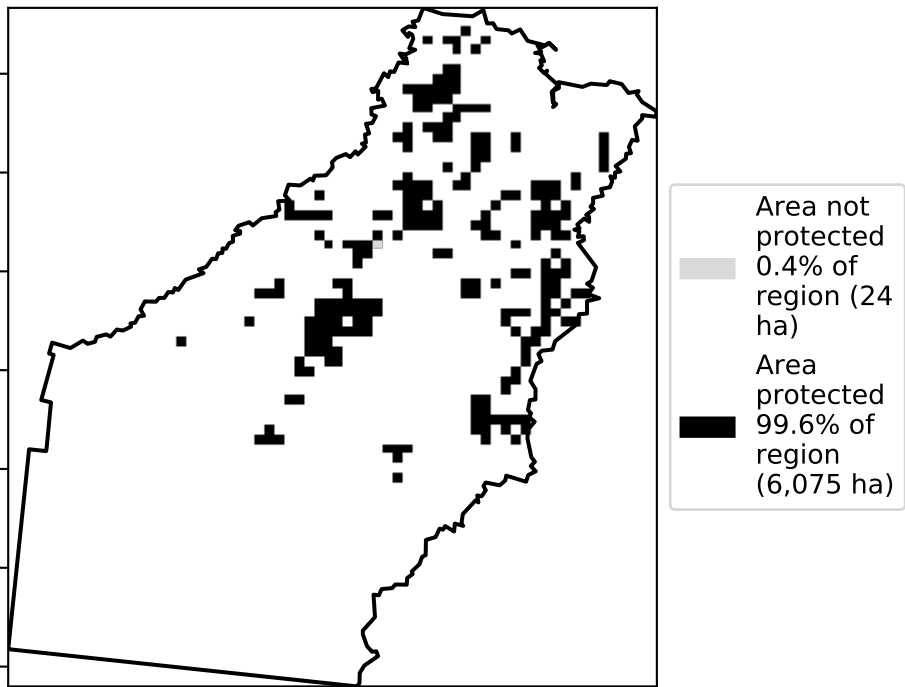 Area not
protected
0.4% of
region (24
ha)
Area
protected
99.6% of
region
(6,075 ha)